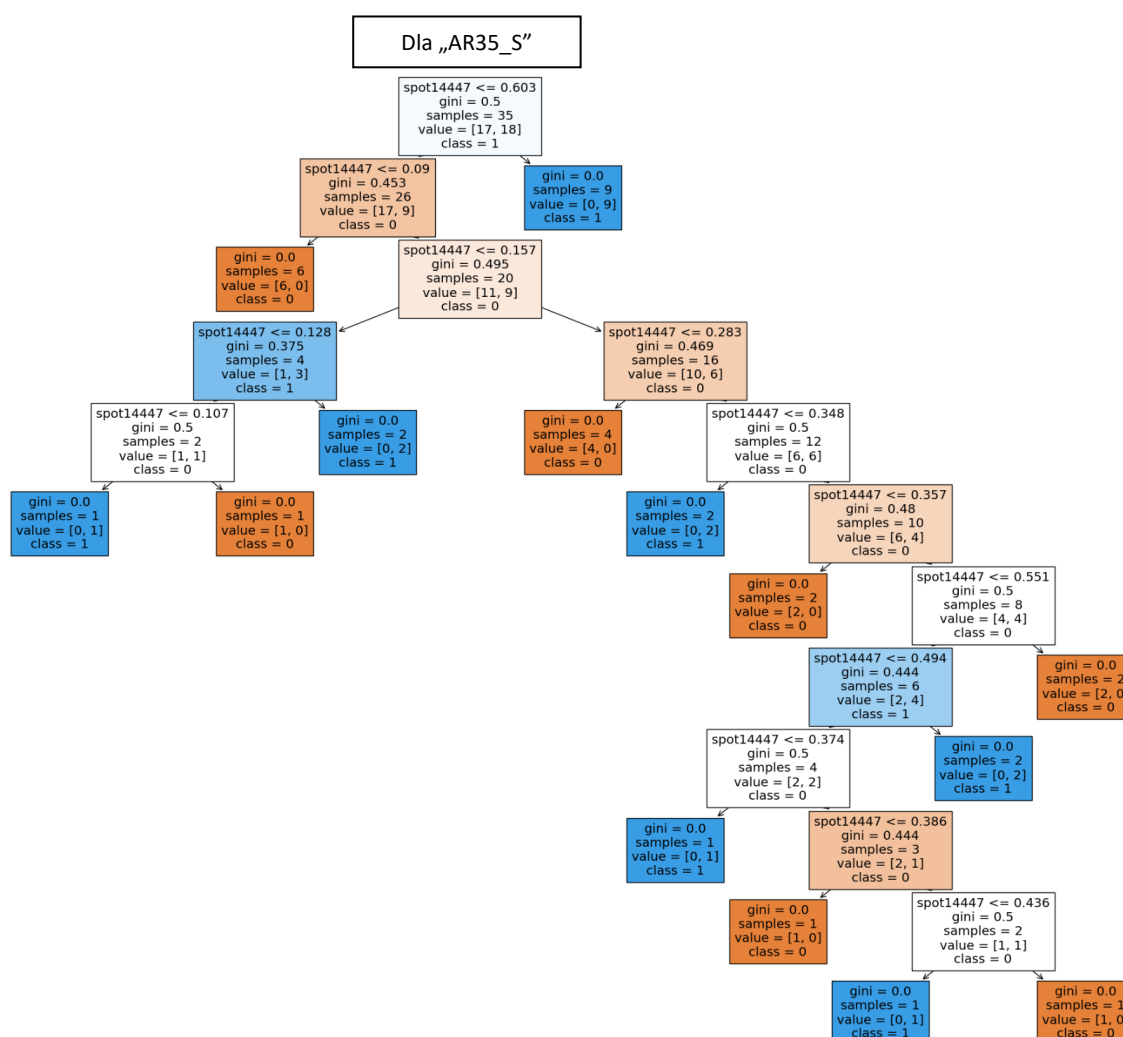 Dla „AR35_S”
spot14447 <= 0.603
gini = 0.5
samples = 35
value = [17, 18]
class = 1
spot14447 <= 0.09
gini = 0.453
samples = 26
value = [17, 9]
class = 0
gini = 0.0
samples = 9
value = [0, 9]
class = 1
gini = 0.0
samples = 6
value = [6, 0]
class = 0
spot14447 <= 0.157
gini = 0.495
samples = 20
value = [11, 9]
class = 0
spot14447 <= 0.128
gini = 0.375
samples = 4
value = [1, 3]
class = 1
spot14447 <= 0.283
gini = 0.469
samples = 16
value = [10, 6]
class = 0
spot14447 <= 0.107
gini = 0.5
samples = 2
value = [1, 1]
class = 0
gini = 0.0
samples = 2
value = [0, 2]
class = 1
gini = 0.0
samples = 4
value = [4, 0]
class = 0
spot14447 <= 0.348
gini = 0.5
samples = 12
value = [6, 6]
class = 0
gini = 0.0
samples = 1
value = [0, 1]
class = 1
gini = 0.0
samples = 1
value = [1, 0]
class = 0
gini = 0.0
samples = 2
value = [0, 2]
class = 1
spot14447 <= 0.357
gini = 0.48
samples = 10
value = [6, 4]
class = 0
gini = 0.0
samples = 2
value = [2, 0]
class = 0
spot14447 <= 0.551
gini = 0.5
samples = 8
value = [4, 4]
class = 0
spot14447 <= 0.494
gini = 0.444
samples = 6
value = [2, 4]
class = 1
gini = 0.0
samples = 2
value = [2, 0
class = 0
spot14447 <= 0.374
gini = 0.5
samples = 4
value = [2, 2]
class = 0
gini = 0.0
samples = 2
value = [0, 2]
class = 1
gini = 0.0
samples = 1
value = [0, 1]
class = 1
spot14447 <= 0.386
gini = 0.444
samples = 3
value = [2, 1]
class = 0
gini = 0.0
samples = 1
value = [1, 0]
class = 0
spot14447 <= 0.436
gini = 0.5
samples = 2
value = [1, 1]
class = 0
gini = 0.0
samples = 1
value = [0, 1]
class = 1
gini = 0.0
samples = 1
value = [1, 0
class = 0